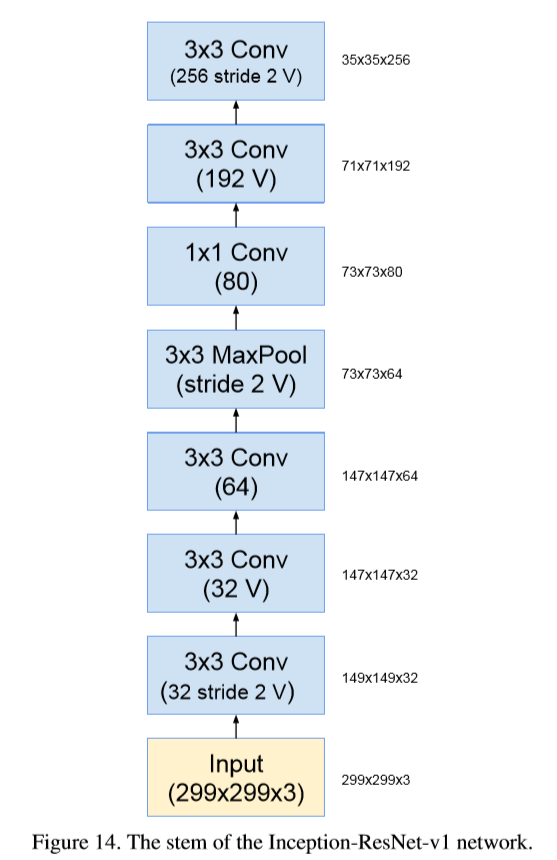 3x3 Conv
(256 stride 2 V)
35x35x256
3x3 Conv
(192 V)
71x71x192
1x1 Conv
(80)
73x73x80
3x3 MaxPool
(stride 2 V)
73x73x64
3x3 Conv
(64)
147x147x64
3x3 Conv
(32 V)
147x147x32
3x3 Conv
(32 stride 2 V)
149x149x32
Input
(299x299x3)
299x299x3
Figure 14. The stem of the Inception-ResNet-v1 network.